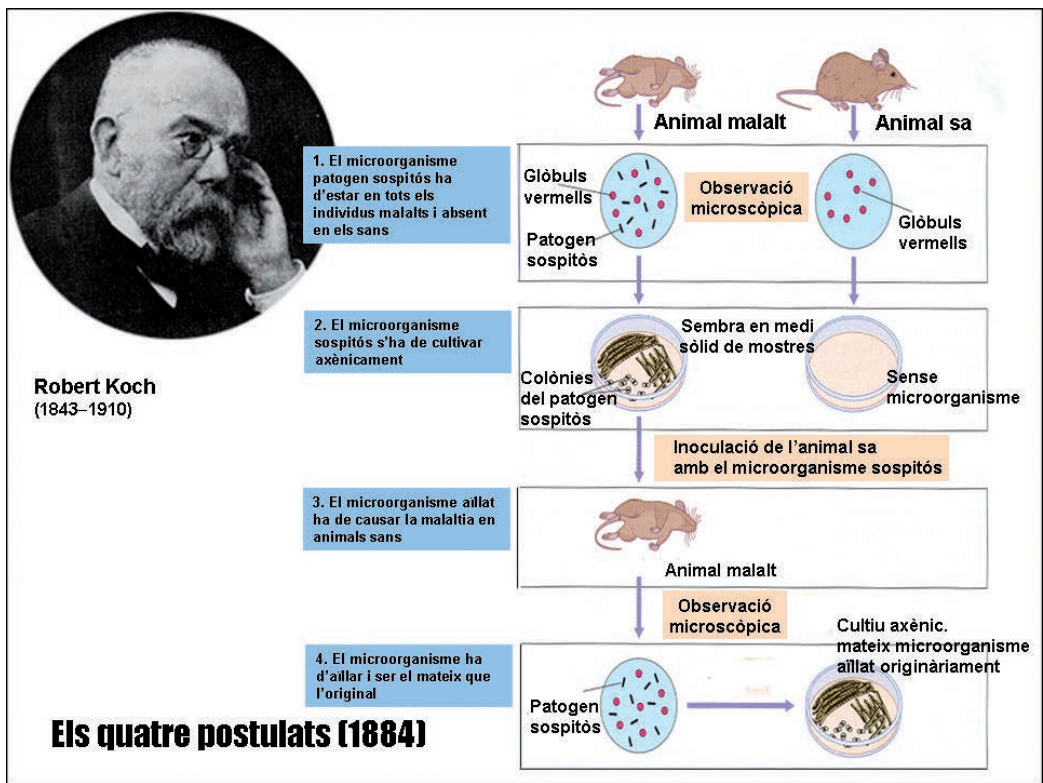 Animal malalt
Animal sa
1. El microorganisme
patogen sospitós ha
d'estar en tots els
individus malalts i absent
en els sans
Glòbuls
vermells
Patogen
sospitòs
Observació
microscòpica
Glòbuls
vermells
2. El microorganisme
sospitós s'ha de cultivar
axènicament
Colònies
del patogen
sospitòs
Sembra en medi
sòlid de mostres
Sense
microorganisme
Robert Koch
(1843–1910)
Inoculació de l'animal sa
amb el microorganisme sospitós
3. El microorganisme aïllat
ha de causar la malaltia en
animals sans
Animal malalt
Observació
microscòpica
4. El microorganisme ha
d'aïllar i ser el mateix que
l'original
Patogen
sospitòs
Cultiu axènic.
mateix microorganisme
aïllat originàriament
Els quatre postulats (1884)